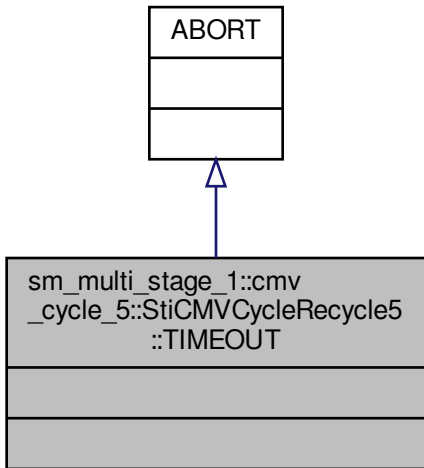 ABORT
sm_multi_stage_1::cmv
_cycle_5::StiCMVCycleRecycle5
::TIMEOUT